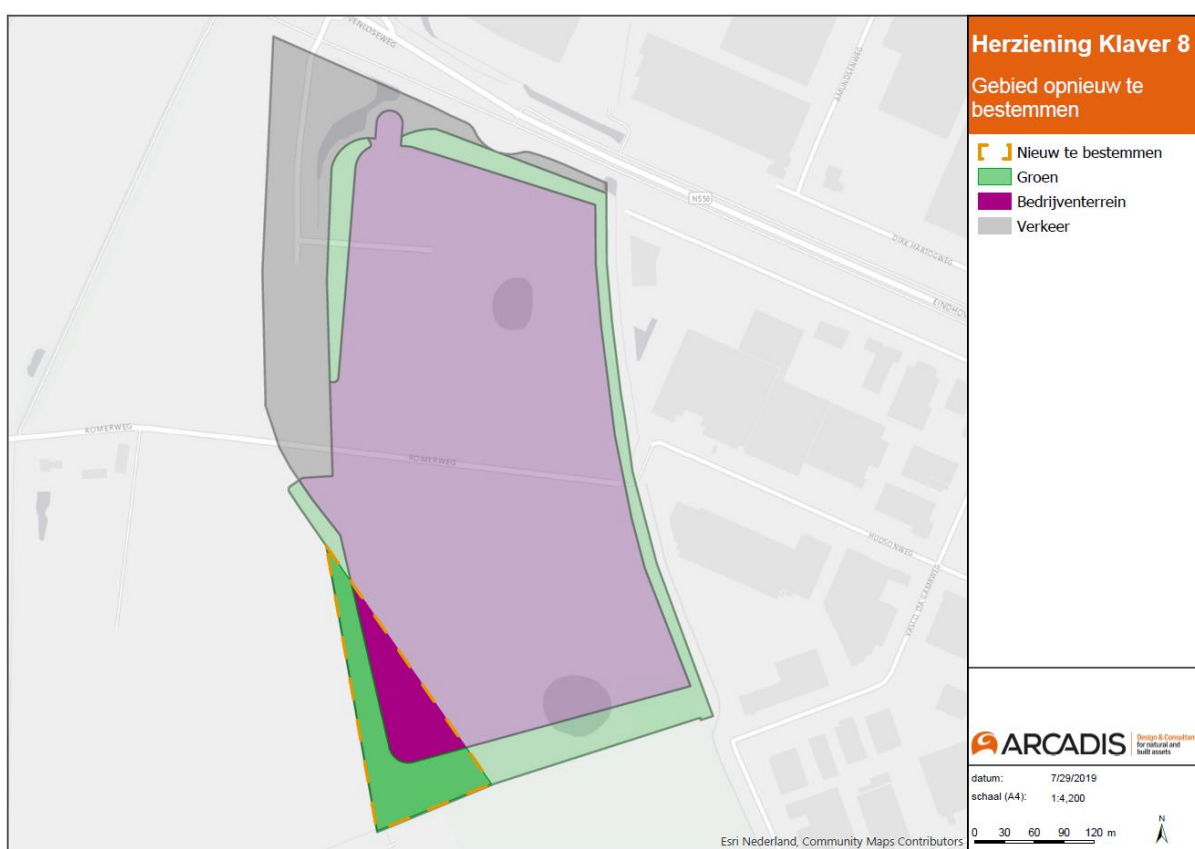 Herziening Klaver 8
Gebied opnieuw te
bestemmen
Nieuw te bestemmen
Groen
Bedrijventerrein
Verkeer
VENLOSEWEG
AMUNDSENWEG
N556
DIRK HARTOGWEG
EINDHOV
ROMERWEG
ROMERWEG
HUDSONWEG
VASCO DA GAMAWEG
ARCADIS
Design & Consultan
for natural and
built assets
datum: 7/29/2019
schaal (A4): 1:4,200
0 30 60 90 120 m
N
Esri Nederland, Community Maps Contributors